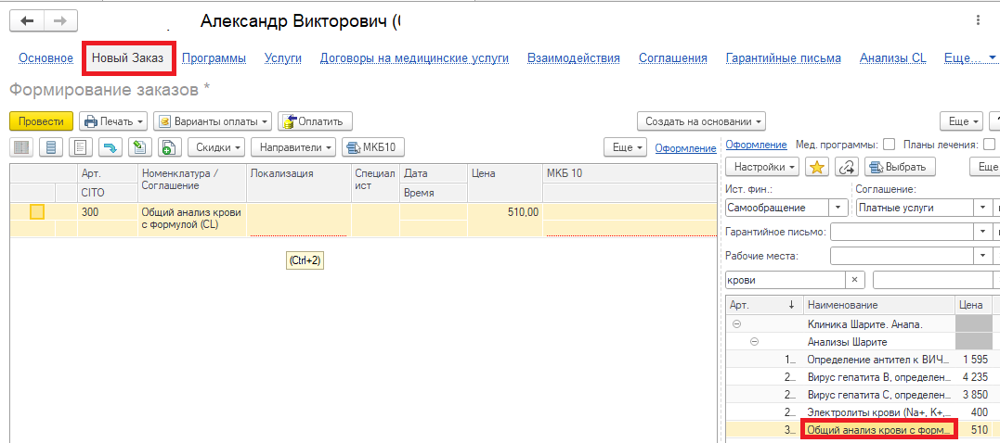 Александр Викторович (
Основное Новый Заказ Программы Услуги Договоры на медицинские услуги Взаимодействия Соглашения Гарантийные письма Анализы CL Еще...
Формирование заказов *
Провести Печать Варианты оплаты Оплатить Создать на основании Еще ?
Скидки Направители МКБ10 Еще Оформление
Оформление Мед. программы: Планы лечения:
Настройки Выбрать Еще
Арт. Номенклатура / Соглашение Локализация Специалист Дата Цена МКБ 10
CITO Время
300 Общий анализ крови 510,00
с формулой (CL)
(Ctrl+2)
Ист. фин.: Соглашение:
Самообращение Платные услуги
Гарантийное письмо:
Рабочие места:
крови ×
Арт. ↓ Наименование Цена
Клиника Шарите. Анапа.
Анализы Шарите
1... Определение антител к ВИЧ... 1 595
2... Вирус гепатита B, определен... 4 235
2... Вирус гепатита C, определен... 3 850
2... Электролиты крови (Na+, K+,... 400
3... Общий анализ крови с форм... 510